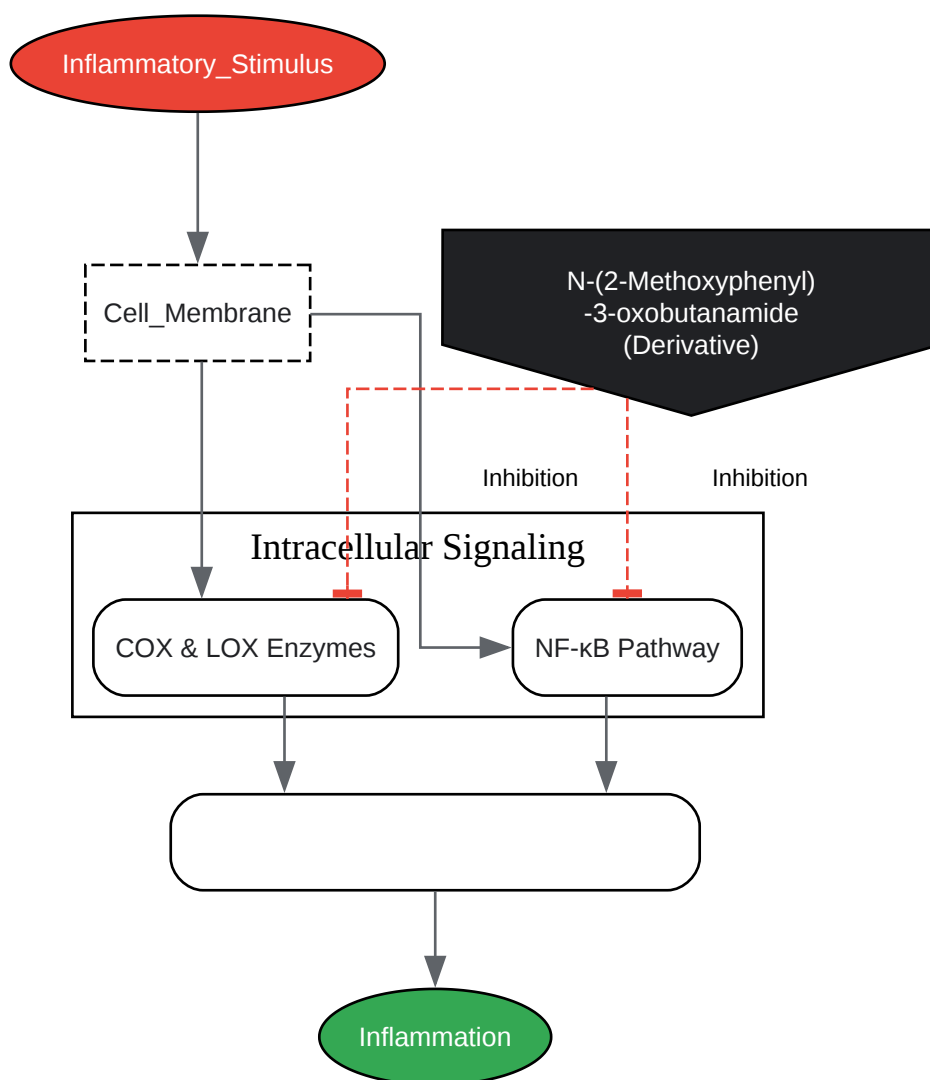 Inflammatory_Stimulus
Cell_Membrane
N-(2-Methoxyphenyl)
-3-oxobutanamide
(Derivative)
Inhibition
Inhibition
Intracellular Signaling
COX & LOX Enzymes
NF-κB Pathway
Inflammation